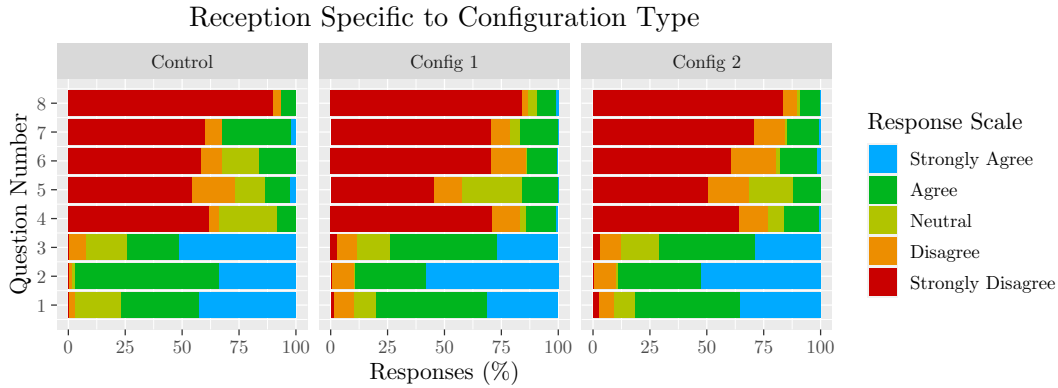 Reception Specific to Configuration Type
Control
Config 1
Config 2
Question Number
8
7
6
5
4
3
2
1
0 25 50 75 100
0 25 50 75 100
0 25 50 75 100
Responses (%)
Response Scale
Strongly Agree
Agree
Neutral
Disagree
Strongly Disagree